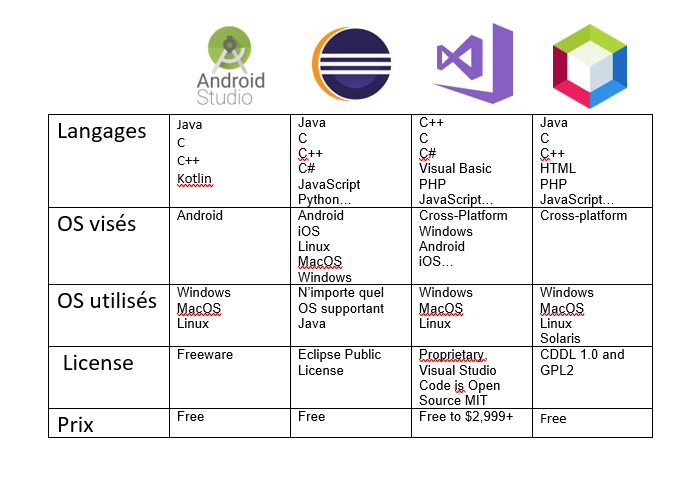 Android
Studio
Langages
Java
C
C++
Kotlin
Java
C
C++
C#
JavaScript
Python…
C++
C
C#
Visual Basic
PHP
JavaScript…
Java
C
C++
HTML
PHP
JavaScript…
OS visés
Android
Android
iOS
Linux
MacOS
Windows
Cross-Platform
Windows
Android
iOS…
Cross-platform
OS utilisés
Windows
MacOS
Linux
N'importe quel
OS supportant
Java
Windows
MacOS
Linux
Windows
MacOS
Linux
Solaris
License
Freeware
Eclipse Public
License
Proprietary,
Visual Studio
Code is Open
Source MIT
CDDL 1.0 and
GPL2
Prix
Free
Free
Free to $2,999+
Free